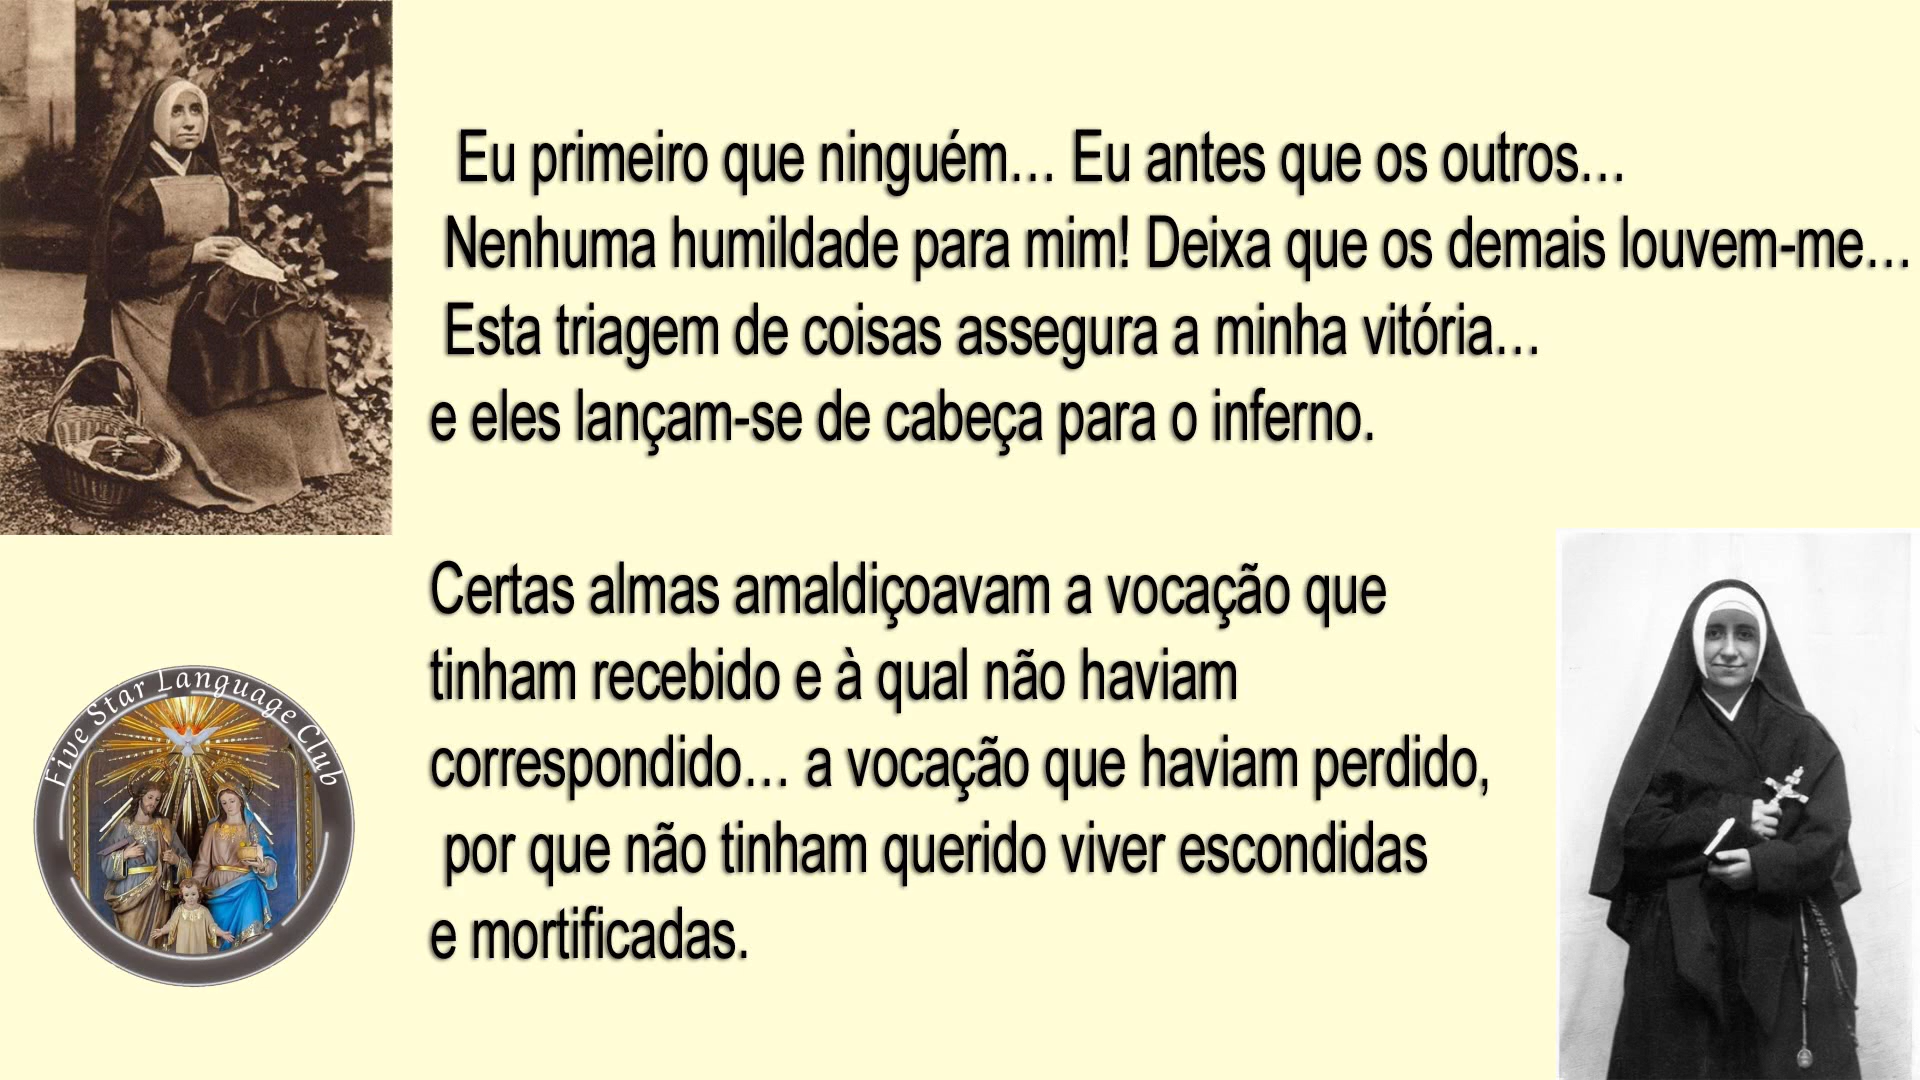 Eu primeiro que ninguém... Eu antes que os outros...
Nenhuma humildade para mim! Deixa que os demais louvem-me...
Esta triagem de coisas assegura a minha vitória...
e eles lançam-se de cabeça para o inferno.
Certas almas amaldiçoavam a vocação que
tinham recebido e à qual não haviam
correspondido... a vocação que haviam perdido,
por que não tinham querido viver escondidas
e mortificadas.
Five Star Language Club